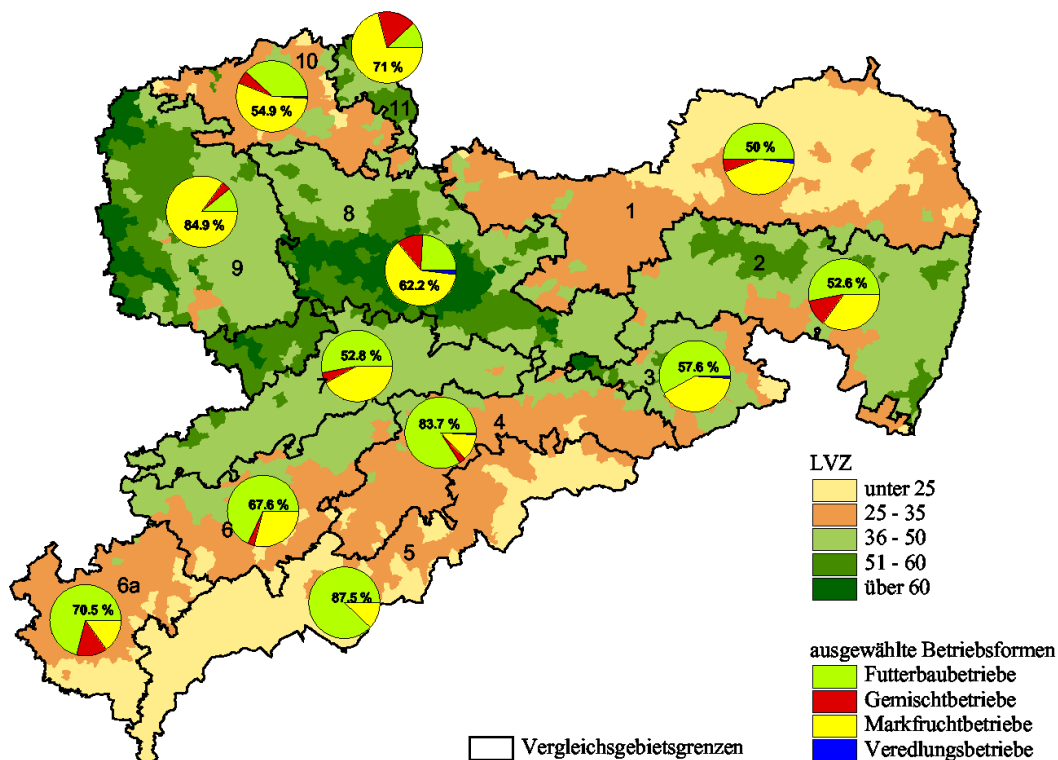 71 %
10
11
54.9 %
50 %
84.9 %
8
1
9
62.2 %
2
52.6 %
52.8 %
7
57.6 %
3
83.7 %
4
67.6 %
6
5
6a
87.5 %
70.5 %
LVZ
unter 25
25 - 35
36 - 50
51 - 60
über 60
ausgewählte Betriebsformen
Futterbaubetriebe
Gemischtbetriebe
Markfruchtbetriebe
Veredlungsbetriebe
Vergleichsgebietsgrenzen